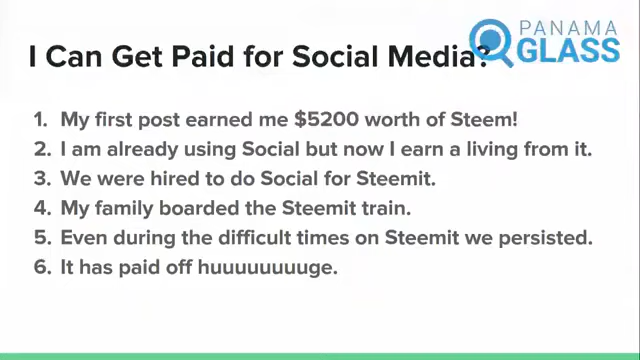 PANAMA
GLASS
I Can Get Paid for Social Media?
1. My first post earned me $5200 worth of Steem!
2. I am already using Social but now I earn a living from it.
3. We were hired to do Social for Steemit.
4. My family boarded the Steemit train.
5. Even during the difficult times on Steemit we persisted.
6. It has paid off huuuuuuuuge.